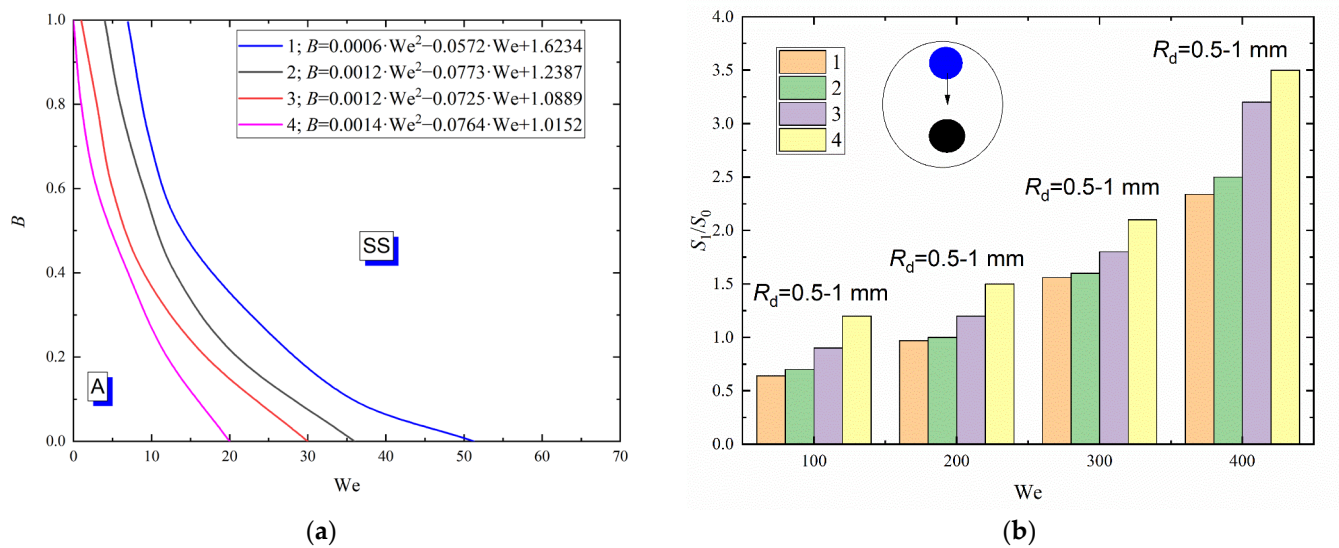 1.0
0.8
0.6
0.4
0.2
0.0
B
0 10 20 30 40 50 60 70
We
1; B=0.0006·We²−0.0572·We+1.6234
2; B=0.0012·We²−0.0773·We+1.2387
3; B=0.0012·We²−0.0725·We+1.0889
4; B=0.0014·We²−0.0764·We+1.0152
SS
A
(a)
4.0
3.5
3.0
2.5
2.0
1.5
1.0
0.5
0.0
S₁/S₀
1
2
3
4
Rd=0.5-1 mm
Rd=0.5-1 mm
Rd=0.5-1 mm
Rd=0.5-1 mm
100 200 300 400
We
(b)